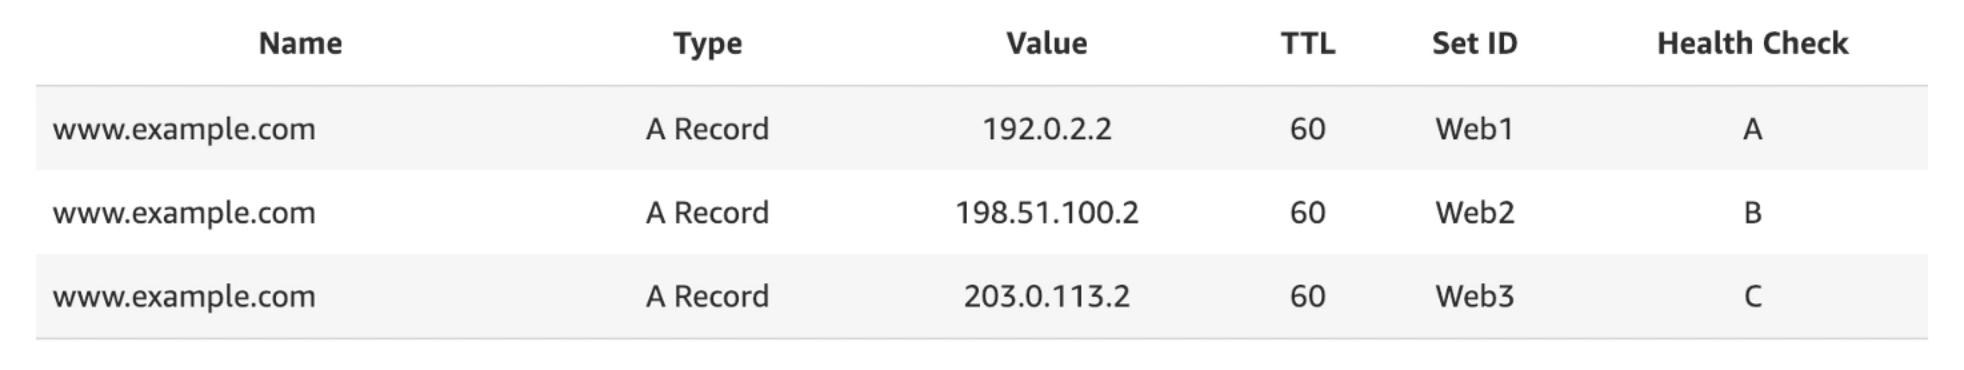 Name Type Value TTL Set ID Health Check
www.example.com A Record 192.0.2.2 60 Web1 A
www.example.com A Record 198.51.100.2 60 Web2 B
www.example.com A Record 203.0.113.2 60 Web3 C